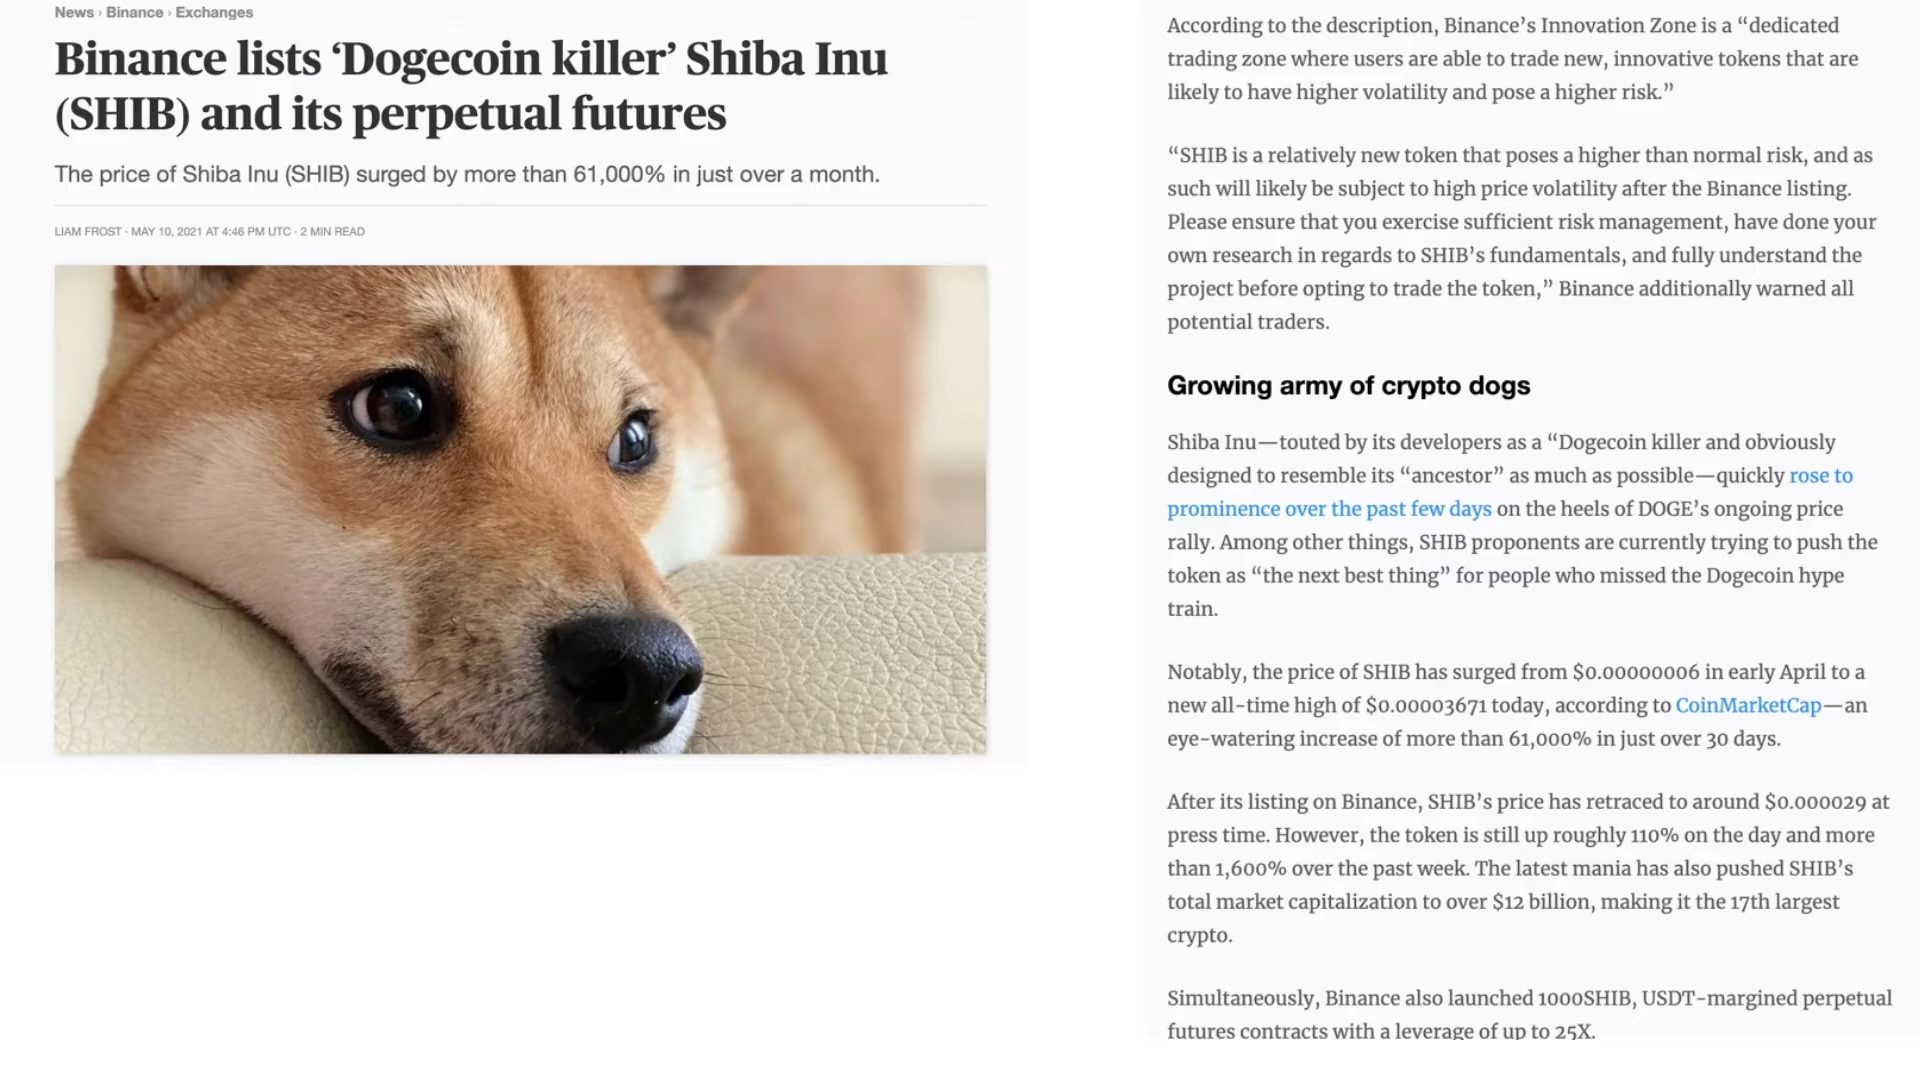 News › Binance › Exchanges
Binance lists ‘Dogecoin killer’ Shiba Inu
(SHIB) and its perpetual futures
The price of Shiba Inu (SHIB) surged by more than 61,000% in just over a month.
LIAM FROST · MAY 10, 2021 AT 4:46 PM UTC · 2 MIN READ
According to the description, Binance’s Innovation Zone is a “dedicated
trading zone where users are able to trade new, innovative tokens that are
likely to have higher volatility and pose a higher risk.”
“SHIB is a relatively new token that poses a higher than normal risk, and as
such will likely be subject to high price volatility after the Binance listing.
Please ensure that you exercise sufficient risk management, have done your
own research in regards to SHIB’s fundamentals, and fully understand the
project before opting to trade the token,” Binance additionally warned all
potential traders.
Growing army of crypto dogs
Shiba Inu—touted by its developers as a “Dogecoin killer and obviously
designed to resemble its “ancestor” as much as possible—quickly rose to
prominence over the past few days on the heels of DOGE’s ongoing price
rally. Among other things, SHIB proponents are currently trying to push the
token as “the next best thing” for people who missed the Dogecoin hype
train.
Notably, the price of SHIB has surged from $0.00000006 in early April to a
new all-time high of $0.00003671 today, according to CoinMarketCap—an
eye-watering increase of more than 61,000% in just over 30 days.
After its listing on Binance, SHIB’s price has retraced to around $0.000029 at
press time. However, the token is still up roughly 110% on the day and more
than 1,600% over the past week. The latest mania has also pushed SHIB’s
total market capitalization to over $12 billion, making it the 17th largest
crypto.
Simultaneously, Binance also launched 1000SHIB, USDT-margined perpetual
futures contracts with a leverage of up to 25X.